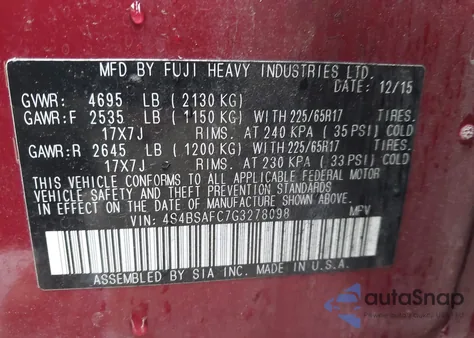 MFD BY FUJI HEAVY INDUSTRIES LTD.
DATE: 12/15
GVWR: 4695 LB (2130 KG)
GAWR:F 2535 LB (1150 KG) WITH 225/65R17 TIRES.
17X7J RIMS. AT 240 KPA (35 PSI) COLD
GAWR:R 2645 LB (1200 KG) WITH 225/65R17 TIRES.
17X7J RIMS. AT 230 KPA (33 PSI) COLD
THIS VEHICLE CONFORMS TO ALL APPLICABLE FEDERAL MOTOR
VEHICLE SAFETY, BUMPER, AND THEFT PREVENTION STANDARDS
IN EFFECT ON THE DATE OF MANUFACTURE SHOWN ABOVE.
VIN: 4S4BSAFC7G3278098 MPV
ASSEMBLED BY SIA INC. MADE IN U.S.A.
autoSnap